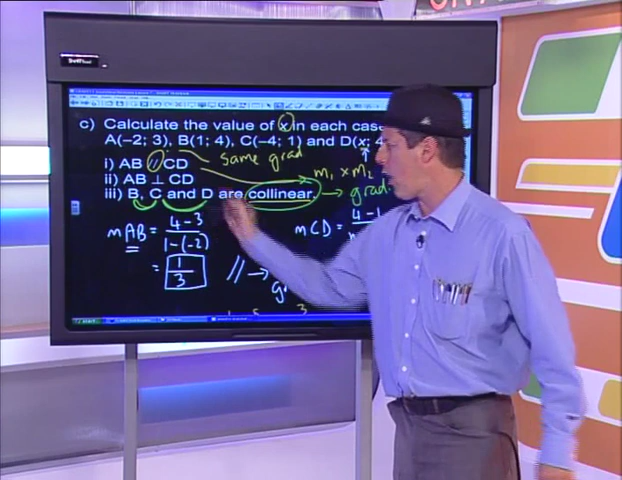 c) Calculate the value of x in each cas
A(−2; 3), B(1; 4), C(−4; 1) and D(x; 4
i) AB // CD same grad
ii) AB ⊥ CD m₁ × m₂
iii) B, C and D are collinear. → grad
mAB = 4−3 / 1−(−2) mCD = 4−1
= 1/3 // →